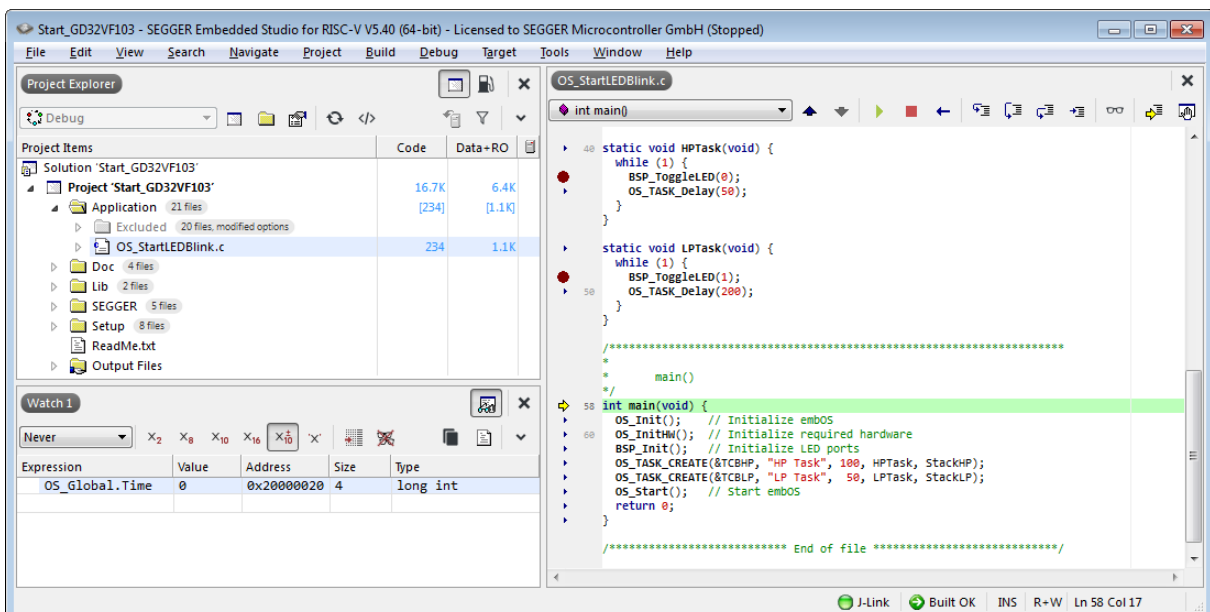 Start_GD32VF103 - SEGGER Embedded Studio for RISC-V V5.40 (64-bit) - Licensed to SEGGER Microcontroller GmbH (Stopped)
File Edit View Search Navigate Project Build Debug Target Tools Window Help
Project Explorer
Debug
Project Items Code Data+RO
Solution 'Start_GD32VF103'
Project 'Start_GD32VF103' 16.7K 6.4K
Application 21 files [234] [1.1K]
Excluded 20 files, modified options
OS_StartLEDBlink.c 234 1.1K
Doc 4 files
Lib 2 files
SEGGER 5 files
Setup 8 files
ReadMe.txt
Output Files
Watch 1
Never X2 X8 X10 X16 X±10 'X'
Expression Value Address Size Type
OS_Global.Time 0 0x20000020 4 long int
OS_StartLEDBlink.c
int main()
40 static void HPTask(void) {
while (1) {
BSP_ToggleLED(0);
OS_TASK_Delay(50);
}
}
static void LPTask(void) {
while (1) {
BSP_ToggleLED(1);
50 OS_TASK_Delay(200);
}
}
/*********************************************************************
*
* main()
*/
58 int main(void) {
OS_Init(); // Initialize embOS
60 OS_InitHW(); // Initialize required hardware
BSP_Init(); // Initialize LED ports
OS_TASK_CREATE(&TCBHP, "HP Task", 100, HPTask, StackHP);
OS_TASK_CREATE(&TCBLP, "LP Task", 50, LPTask, StackLP);
OS_Start(); // Start embOS
return 0;
}
/*************************** End of file ****************************/
J-Link Built OK INS R+W Ln 58 Col 17